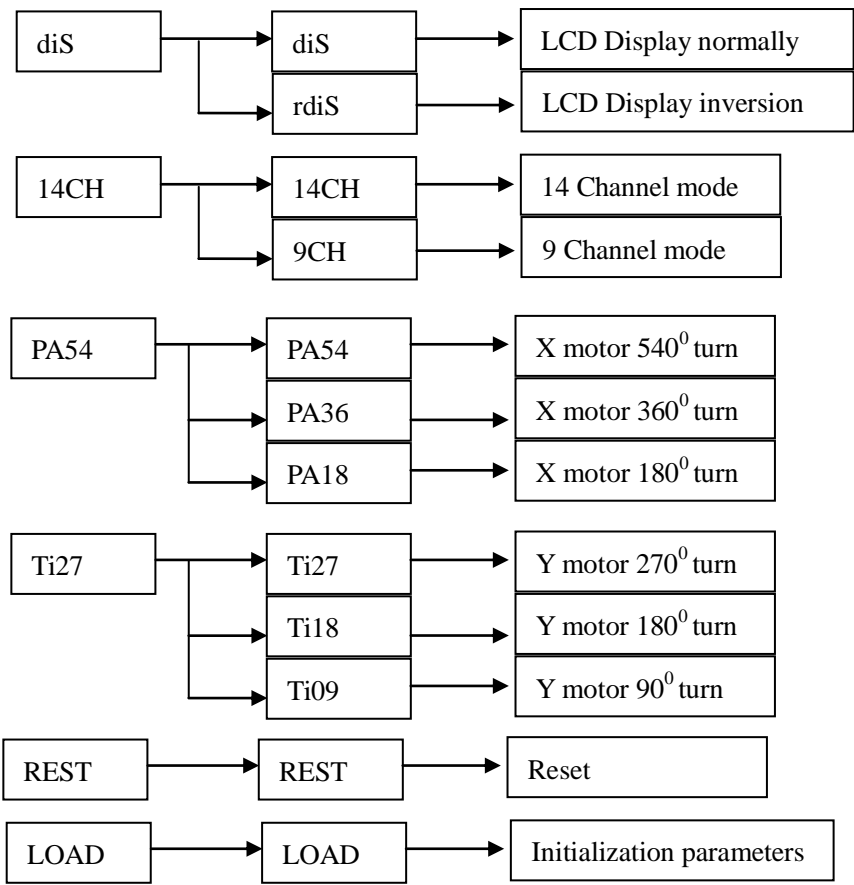 diS diS LCD Display normally
rdiS LCD Display inversion
14CH 14CH 14 Channel mode
9CH 9 Channel mode
PA54 PA54 X motor 540⁰ turn
PA36 X motor 360⁰ turn
PA18 X motor 180⁰ turn
Ti27 Ti27 Y motor 270⁰ turn
Ti18 Y motor 180⁰ turn
Ti09 Y motor 90⁰ turn
REST REST Reset
LOAD LOAD Initialization parameters